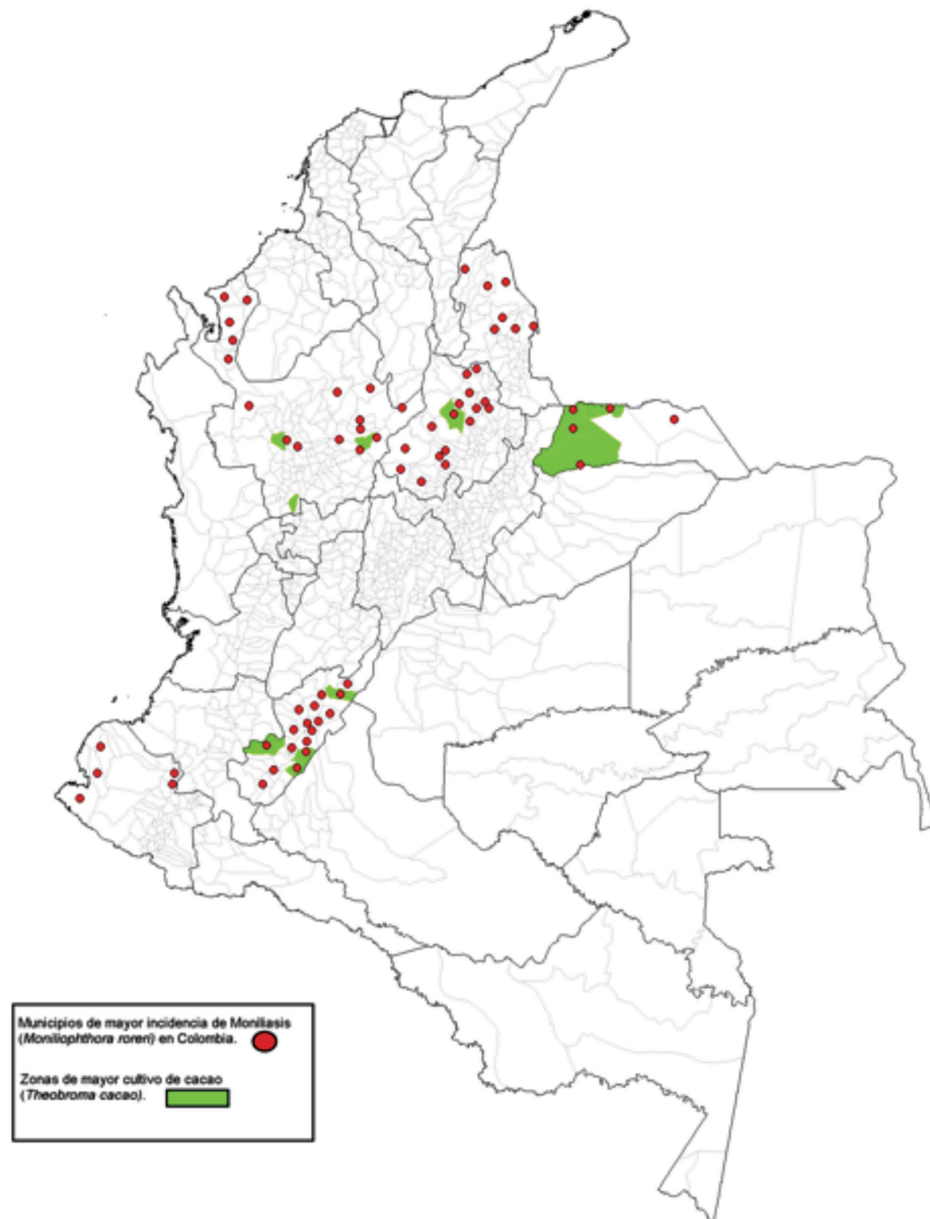 Municipios de mayor incidencia de Moniliasis
(Moniliophthora roreri) en Colombia.
Zonas de mayor cultivo de cacao
(Theobroma cacao).